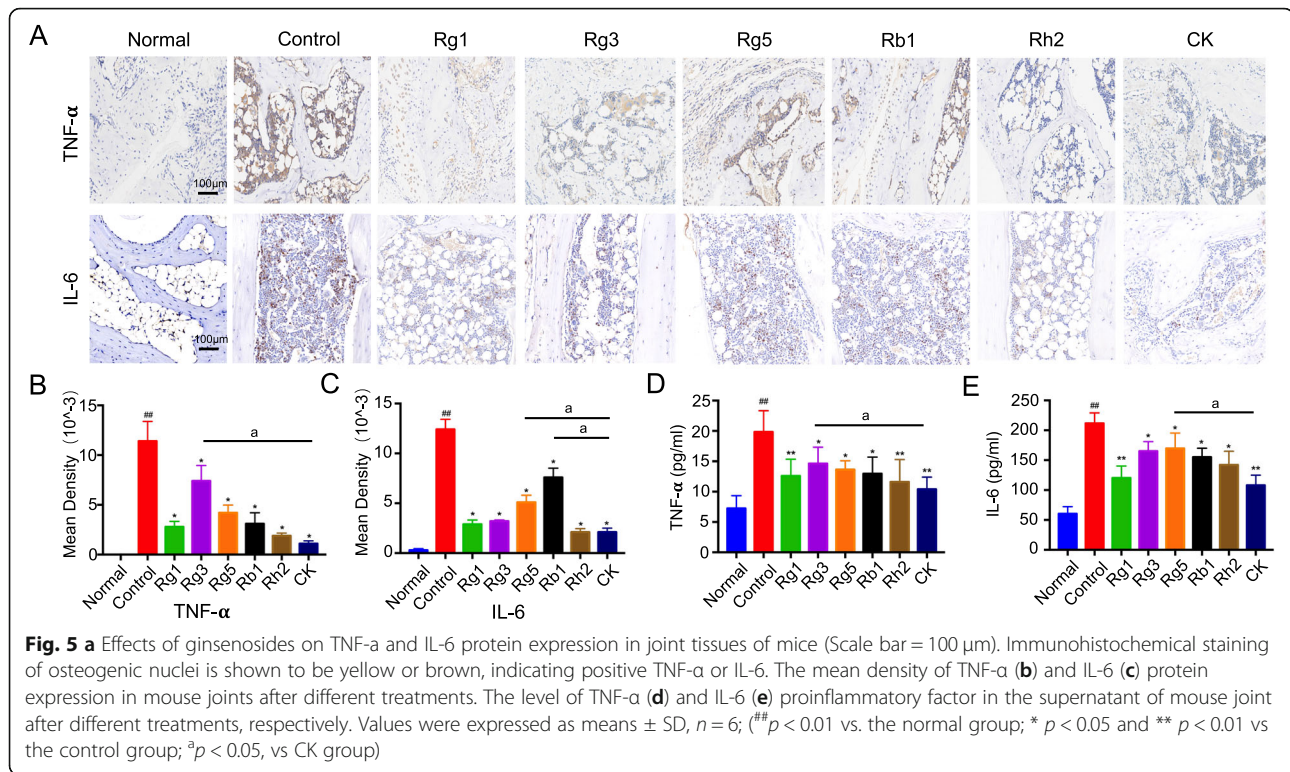 A
Normal Control Rg1 Rg3 Rg5 Rb1 Rh2 CK
TNF-α
100μm
IL-6
100μm
B
Mean Density (10^-3)
15
10
5
0
##
*
*
*
*
*
*
a
Normal
Control
Rg1
Rg3
Rg5
Rb1
Rh2
CK
TNF-α
C
Mean Density (10^-3)
15
10
5
0
##
*
*
*
*
*
*
a
a
Normal
Control
Rg1
Rg3
Rg5
Rb1
Rh2
CK
IL-6
D
TNF-α (pg/ml)
25
20
15
10
5
0
##
**
*
*
*
**
**
a
Normal
Control
Rg1
Rg3
Rg5
Rb1
Rh2
CK
E
IL-6 (pg/ml)
250
200
150
100
50
0
##
**
*
*
*
*
**
a
Normal
Control
Rg1
Rg3
Rg5
Rb1
Rh2
CK
Fig. 5 a Effects of ginsenosides on TNF-a and IL-6 protein expression in joint tissues of mice (Scale bar = 100 μm). Immunohistochemical staining
of osteogenic nuclei is shown to be yellow or brown, indicating positive TNF-α or IL-6. The mean density of TNF-α (b) and IL-6 (c) protein
expression in mouse joints after different treatments. The level of TNF-α (d) and IL-6 (e) proinflammatory factor in the supernatant of mouse joint
after different treatments, respectively. Values were expressed as means ± SD, n = 6; (##p < 0.01 vs. the normal group; * p < 0.05 and ** p < 0.01 vs
the control group; ap < 0.05, vs CK group)